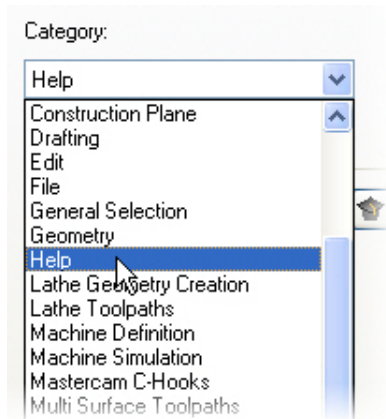 Category:
Help
Construction Plane
Drafting
Edit
File
General Selection
Geometry
Help
Lathe Geometry Creation
Lathe Toolpaths
Machine Definition
Machine Simulation
Mastercam C-Hooks
Multi Surface Toolpaths